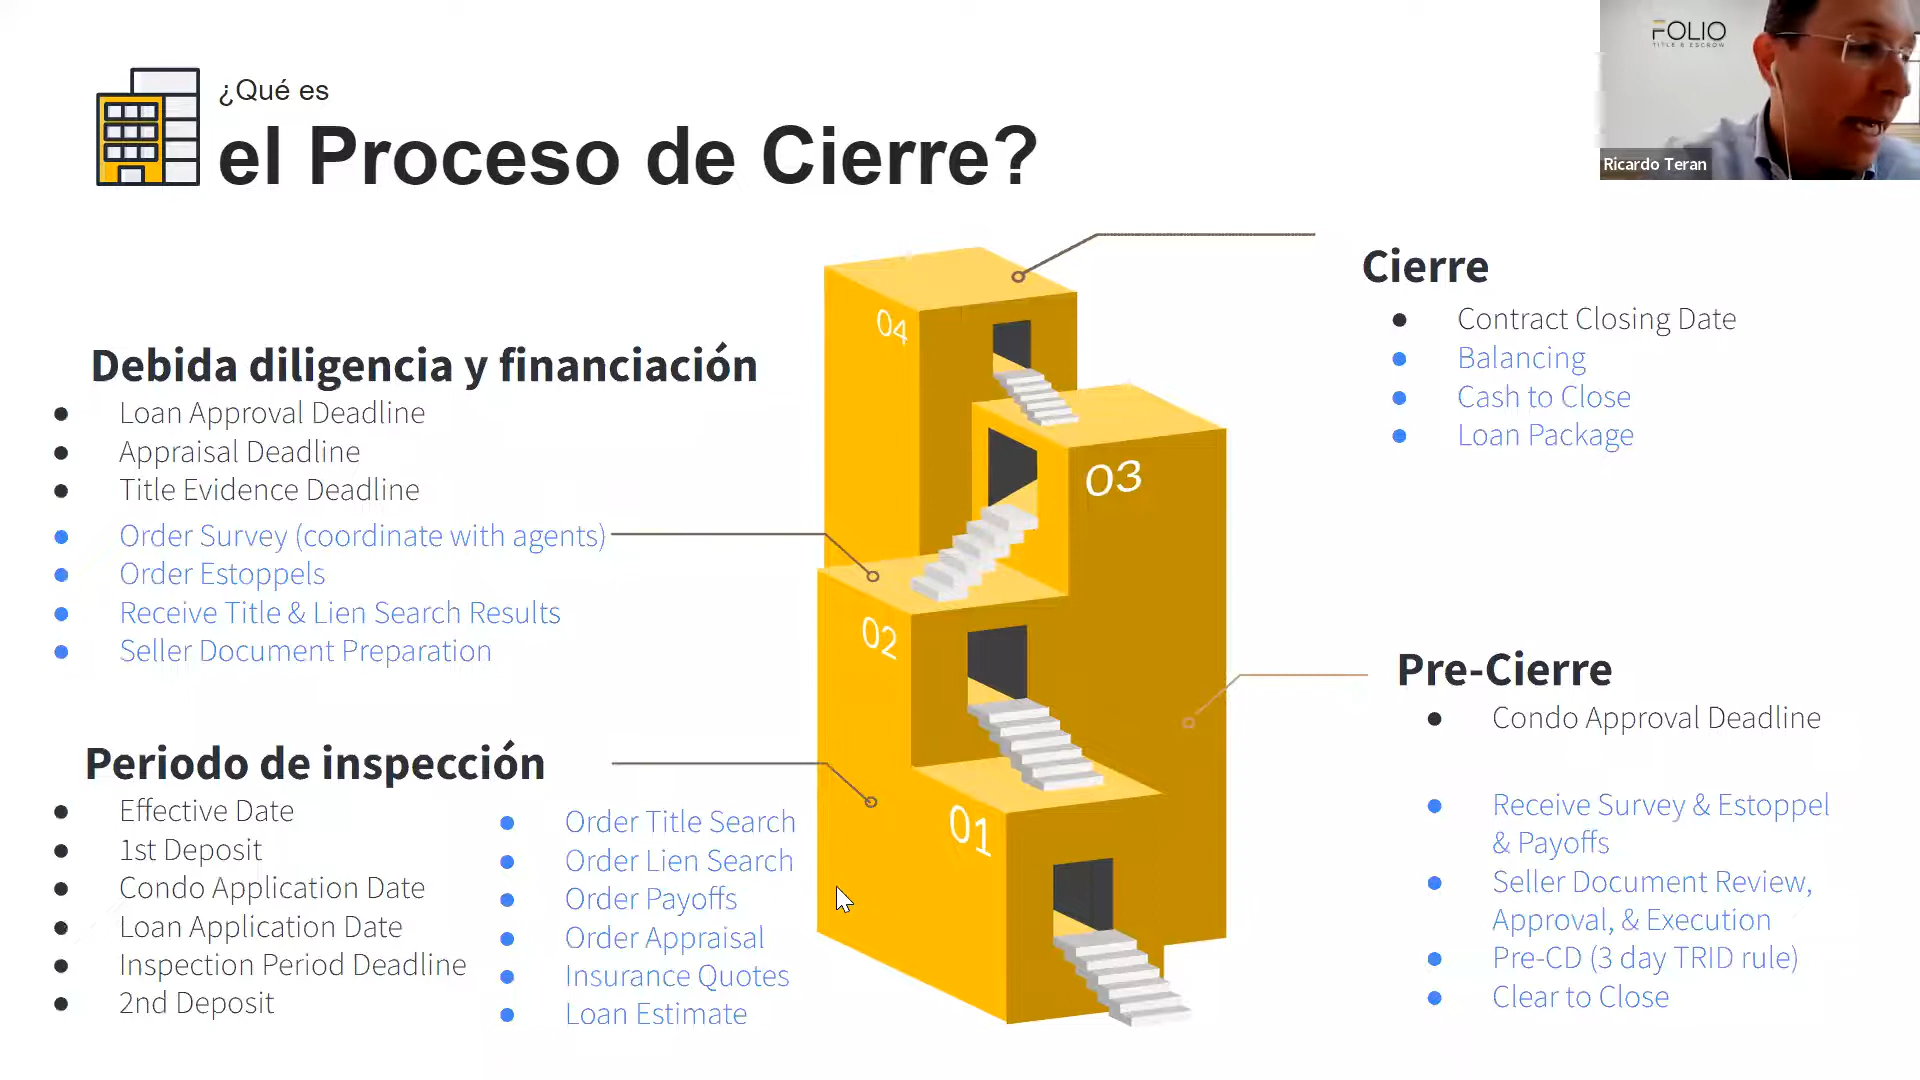 ¿Qué es
el Proceso de Cierre?
FOLIO
TITLE & ESCROW
Ricardo Teran
Cierre
Contract Closing Date
Balancing
Cash to Close
Loan Package
04
03
02
01
Debida diligencia y financiación
Loan Approval Deadline
Appraisal Deadline
Title Evidence Deadline
Order Survey (coordinate with agents)
Order Estoppels
Receive Title & Lien Search Results
Seller Document Preparation
Pre-Cierre
Condo Approval Deadline
Receive Survey & Estoppel
& Payoffs
Seller Document Review,
Approval, & Execution
Pre-CD (3 day TRID rule)
Clear to Close
Periodo de inspección
Effective Date
1st Deposit
Condo Application Date
Loan Application Date
Inspection Period Deadline
2nd Deposit
Order Title Search
Order Lien Search
Order Payoffs
Order Appraisal
Insurance Quotes
Loan Estimate